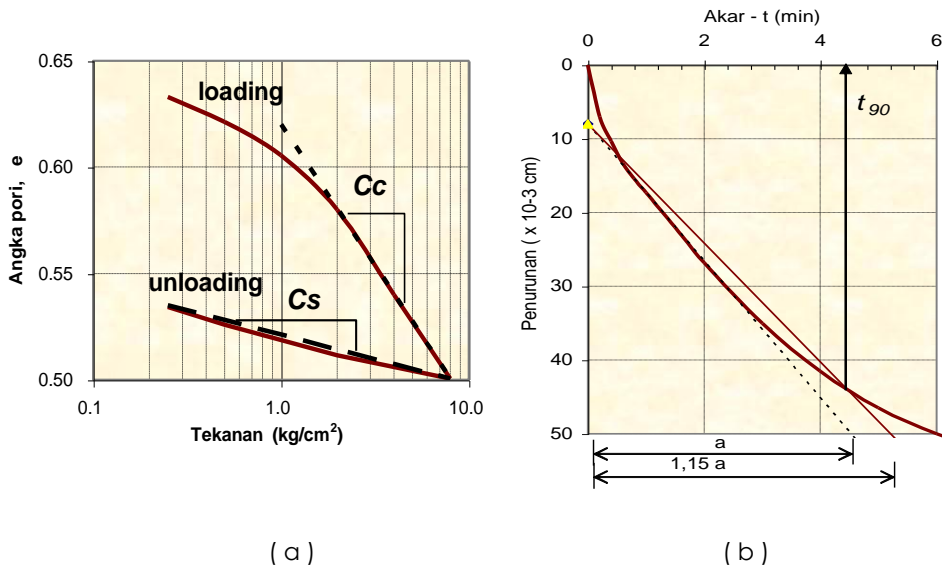 0.65
0.60
0.55
0.50
Angka pori, e
loading
Cc
unloading
Cs
0.1
1.0
10.0
Tekanan (kg/cm²)
( a )
Akar - t (min)
0
2
4
6
0
10
20
30
40
50
Penurunan ( x 10-3 cm)
t 90
a
1,15 a
( b )